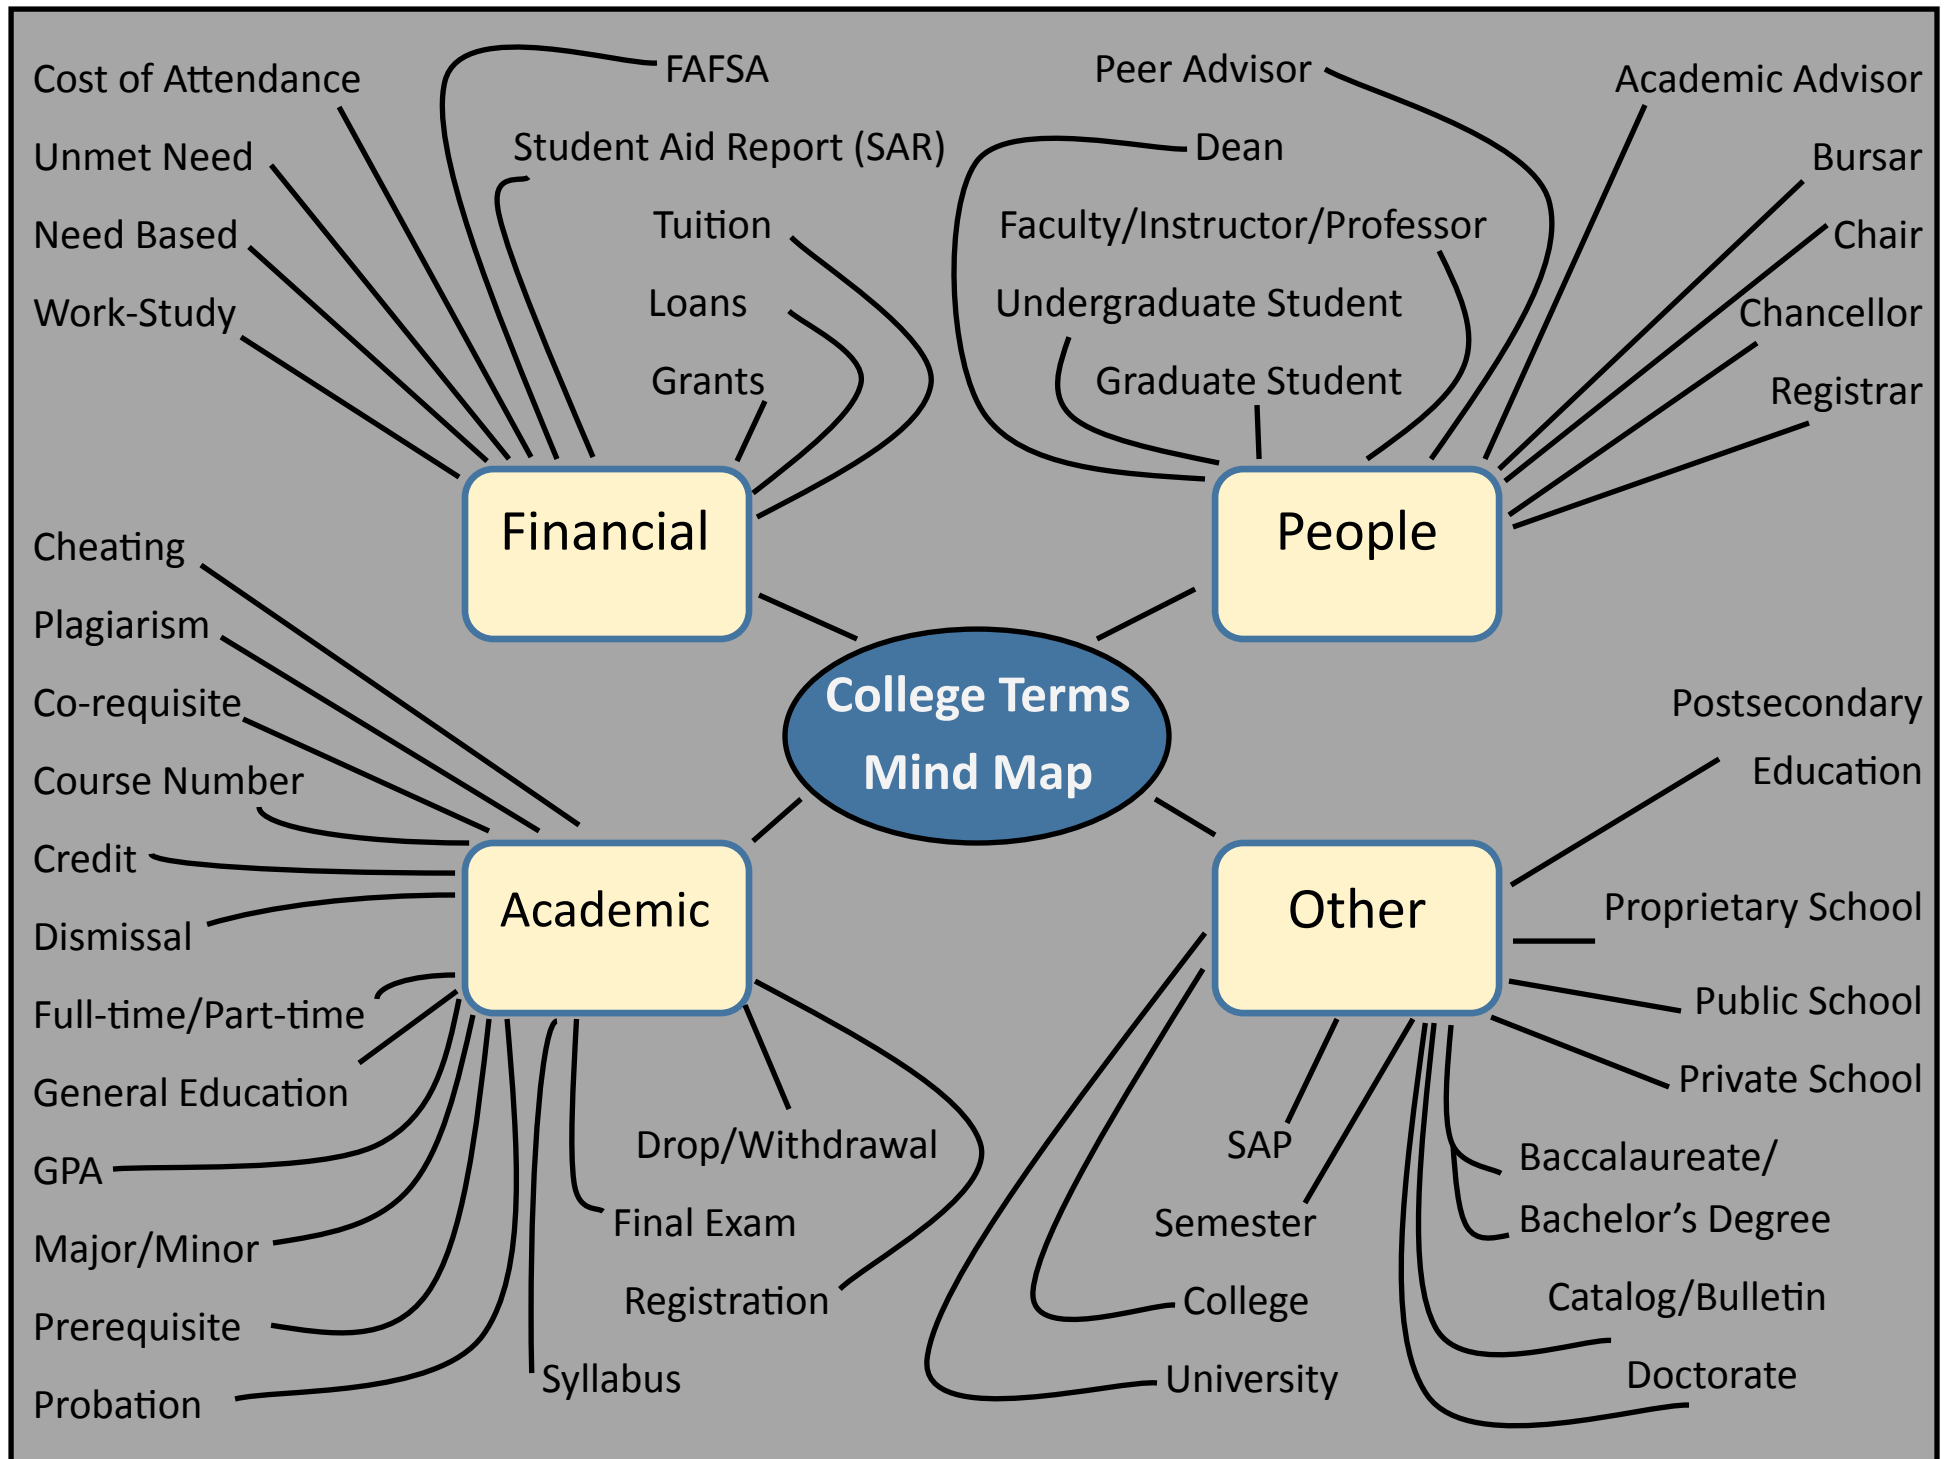 Cost of Attendance
Unmet Need
Need Based
Work-Study
FAFSA
Student Aid Report (SAR)
Tuition
Loans
Grants
Financial
Peer Advisor
Dean
Faculty/Instructor/Professor
Undergraduate Student
Graduate Student
Academic Advisor
Bursar
Chair
Chancellor
Registrar
People
College Terms
Mind Map
Cheating
Plagiarism
Co-requisite
Course Number
Credit
Dismissal
Full-time/Part-time
General Education
GPA
Major/Minor
Prerequisite
Probation
Academic
Drop/Withdrawal
Final Exam
Registration
Syllabus
Other
Postsecondary
Education
Proprietary School
Public School
Private School
SAP
Semester
College
University
Baccalaureate/
Bachelor’s Degree
Catalog/Bulletin
Doctorate